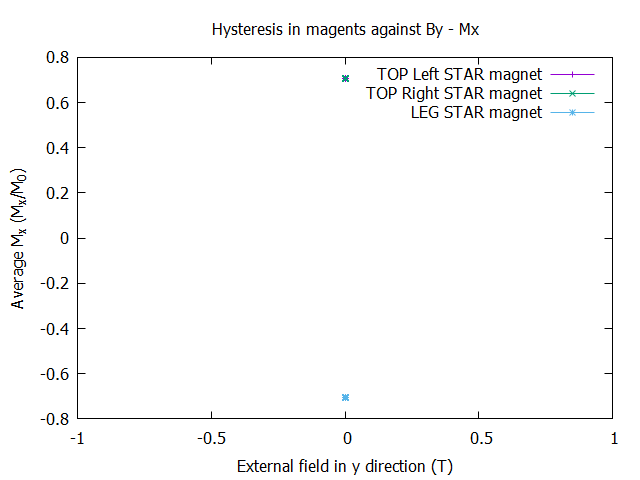 Hysteresis in magents against By - Mx
0.8
0.6
0.4
0.2
0
-0.2
-0.4
-0.6
-0.8
-1
-0.5
0
0.5
1
TOP Left STAR magnet
TOP Right STAR magnet
LEG STAR magnet
Average Mx (Mx/M0)
External field in y direction (T)